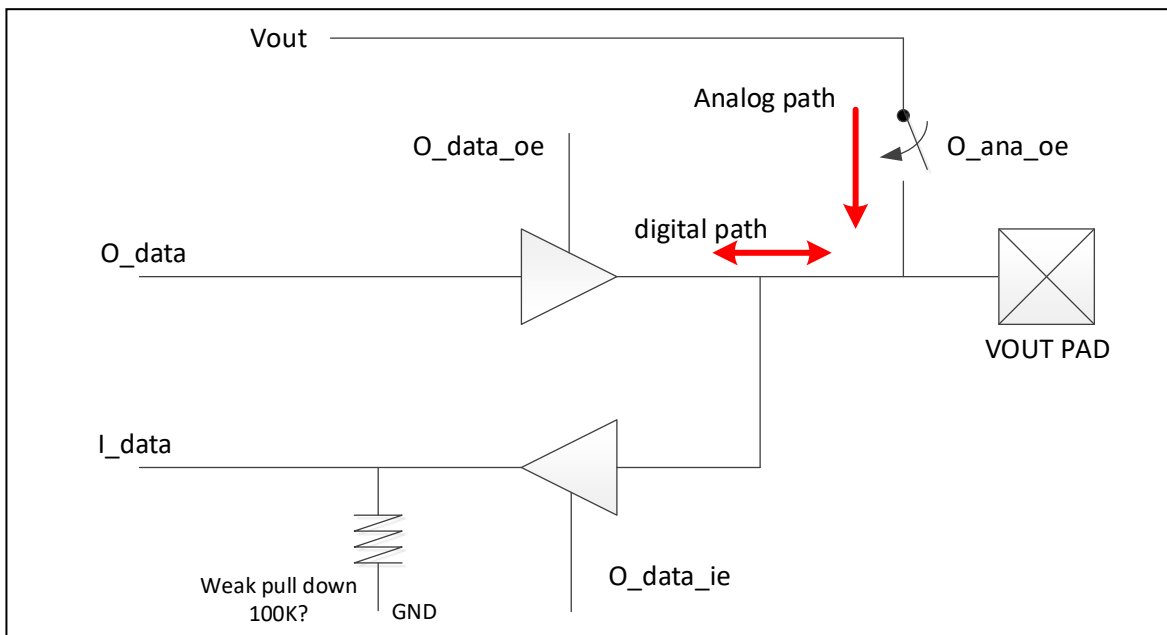 Vout
Analog path
O_data_oe
O_ana_oe
digital path
O_data
VOUT PAD
I_data
Weak pull down
100K?
GND
O_data_ie